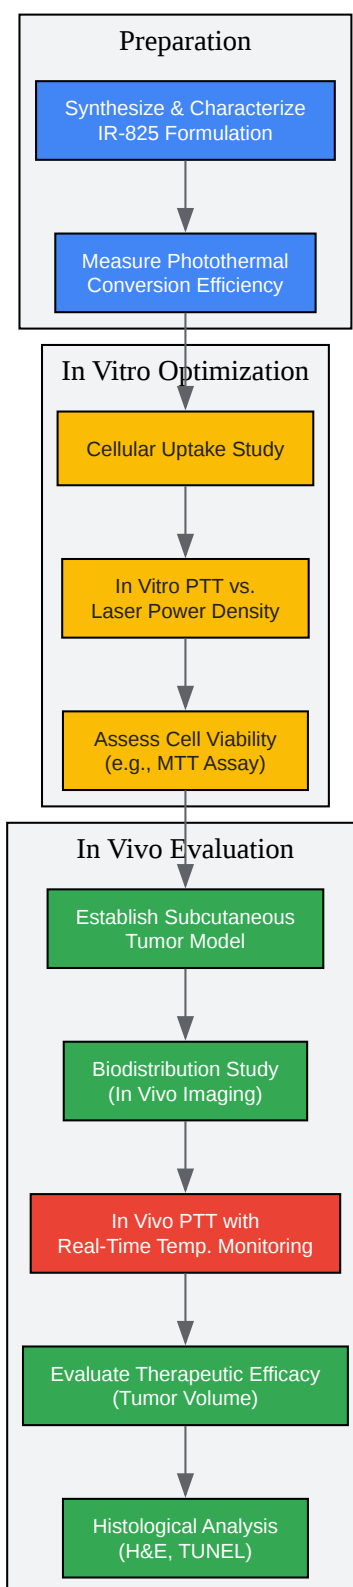 Preparation
Synthesize & Characterize
IR-825 Formulation
Measure Photothermal
Conversion Efficiency
In Vitro Optimization
Cellular Uptake Study
In Vitro PTT vs.
Laser Power Density
Assess Cell Viability
(e.g., MTT Assay)
In Vivo Evaluation
Establish Subcutaneous
Tumor Model
Biodistribution Study
(In Vivo Imaging)
In Vivo PTT with
Real-Time Temp. Monitoring
Evaluate Therapeutic Efficacy
(Tumor Volume)
Histological Analysis
(H&E, TUNEL)